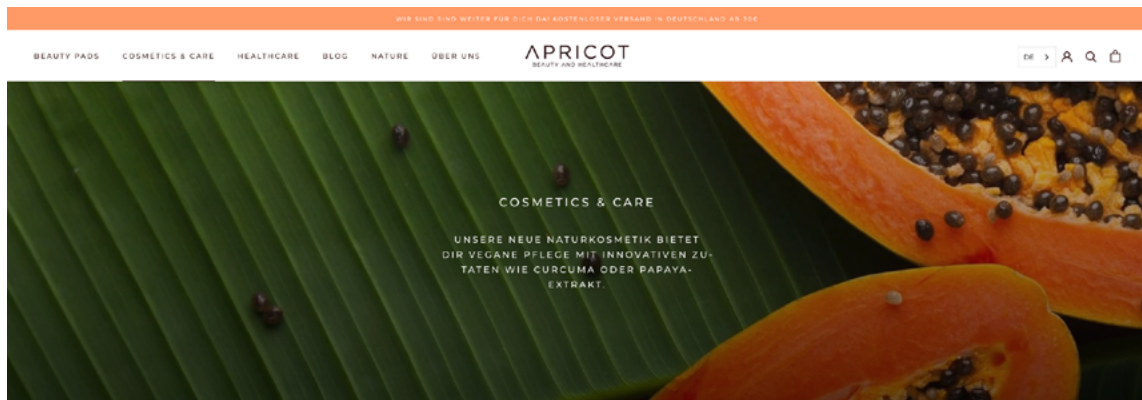 WIR SIND SIND WEITER FÜR DICH DA! KOSTENLOSER VERSAND IN DEUTSCHLAND AB 30€
BEAUTY PADS COSMETICS & CARE HEALTHCARE BLOG NATURE ÜBER UNS
APRICOT
BEAUTY AND HEALTHCARE
DE
COSMETICS & CARE
UNSERE NEUE NATURKOSMETIK BIETET
DIR VEGANE PFLEGE MIT INNOVATIVEN ZU-
TATEN WIE CURCUMA ODER PAPAYA-
EXTRAKT.